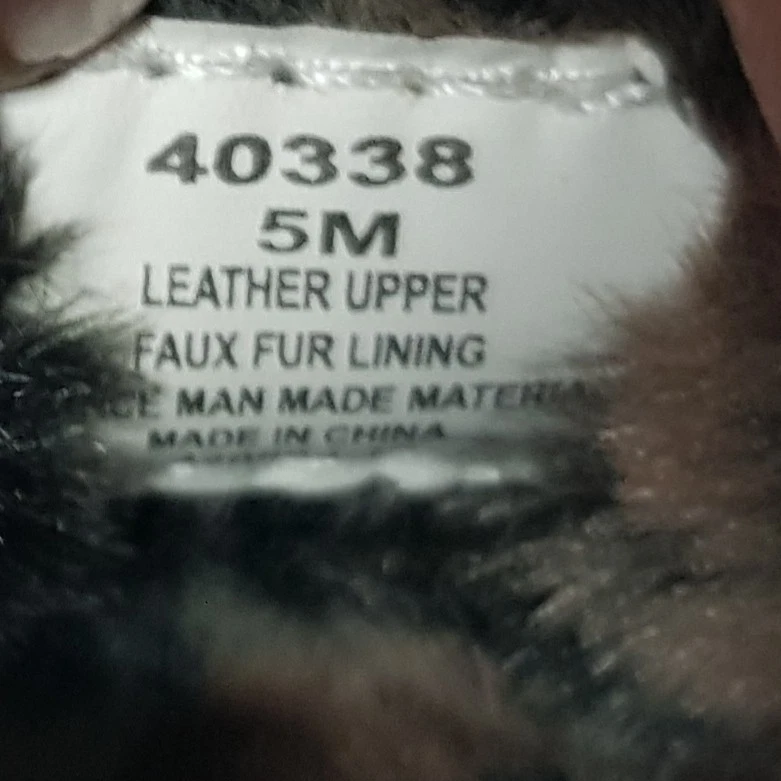 40338
5M
LEATHER UPPER
FAUX FUR LINING
MAN MADE
MADE IN CHINA